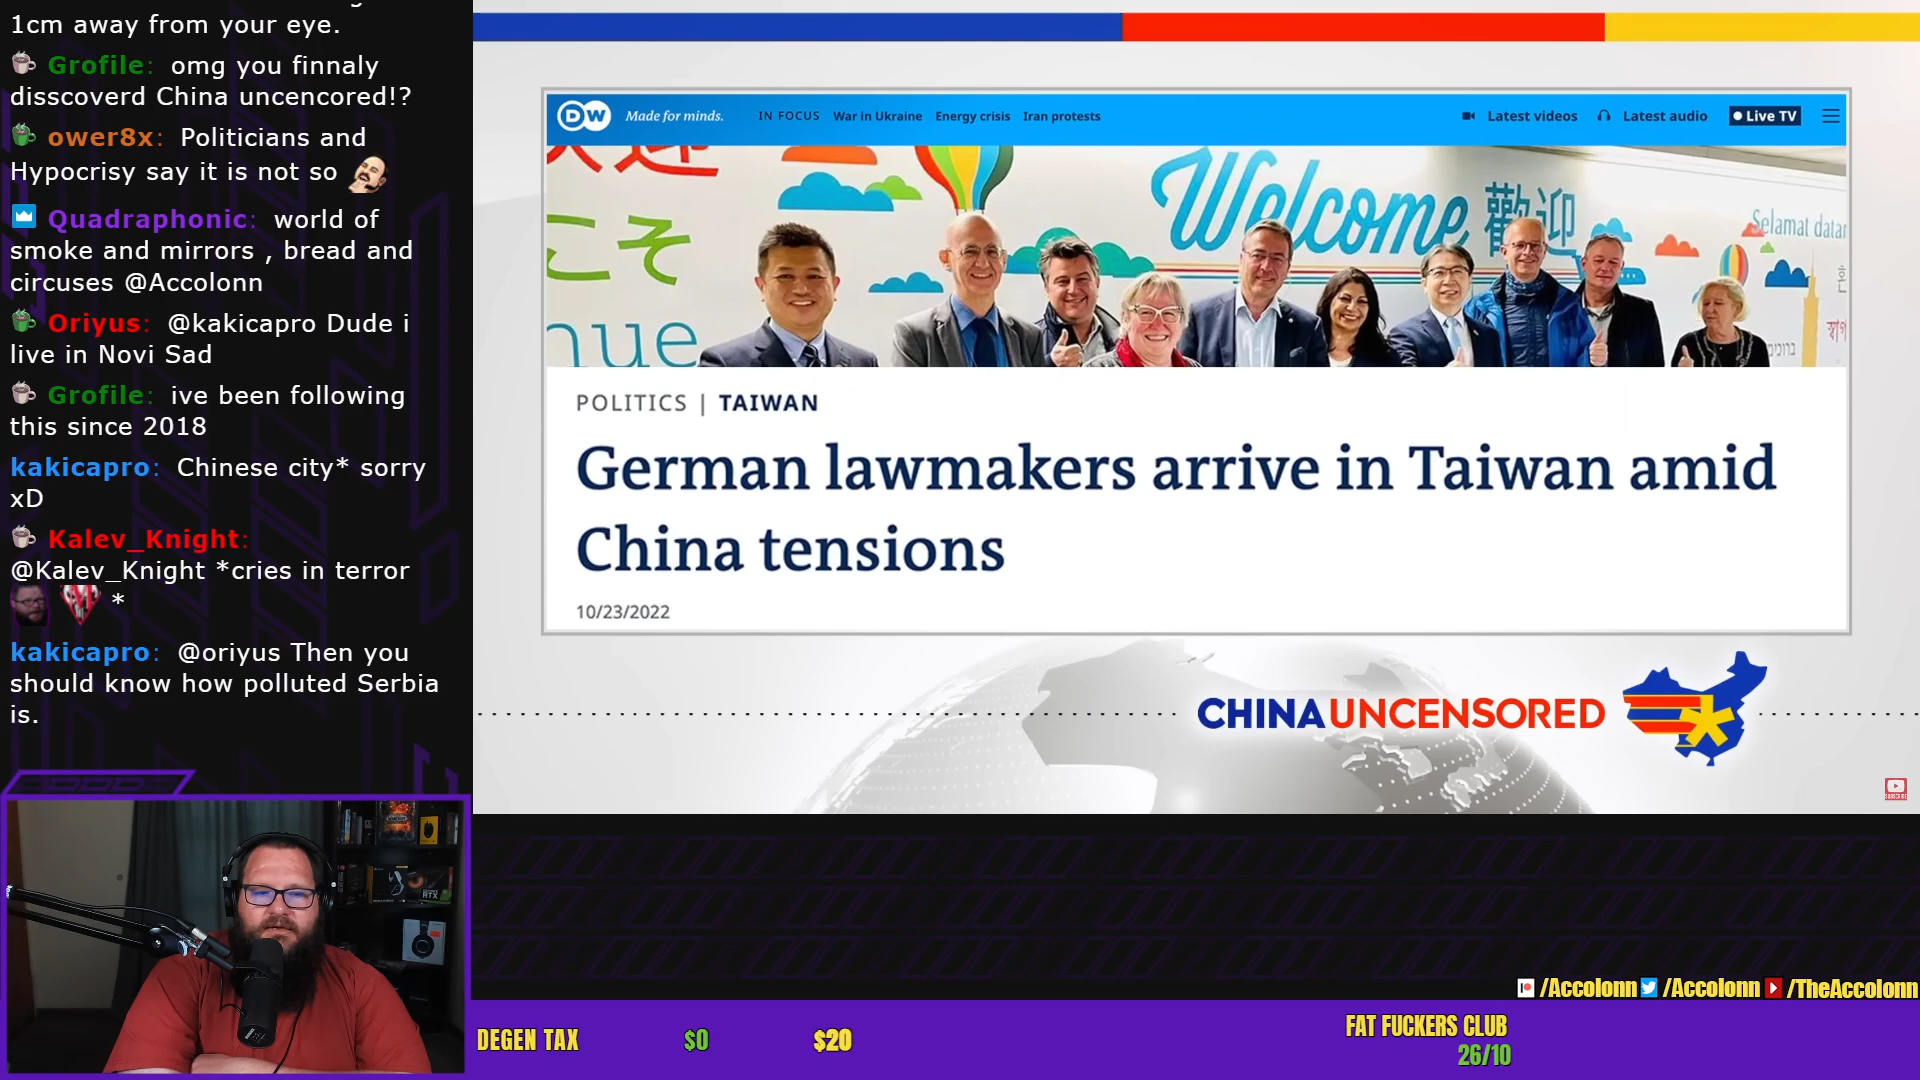 1cm away from your eye.
Grofile: omg you finnaly
disscoverd China uncencored!?
ower8x: Politicians and
Hypocrisy say it is not so
Quadraphonic: world of
smoke and mirrors , bread and
circuses @Accolonn
Oriyus: @kakicapro Dude i
live in Novi Sad
Grofile: ive been following
this since 2018
kakicapro: Chinese city* sorry
xD
Kalev_Knight:
@Kalev_Knight *cries in terror
*
kakicapro: @oriyus Then you
should know how polluted Serbia
is.
DW Made for minds. IN FOCUS War in Ukraine Energy crisis Iran protests Latest videos Latest audio Live TV
こそ
nue
Welcome 歡迎
Selamat datan
POLITICS | TAIWAN
German lawmakers arrive in Taiwan amid
China tensions
10/23/2022
CHINA UNCENSORED
SUBSCRIBE
/Accolonn /Accolonn /TheAccolonn
DEGEN TAX $0 $20
FAT FUCKERS CLUB
26/10